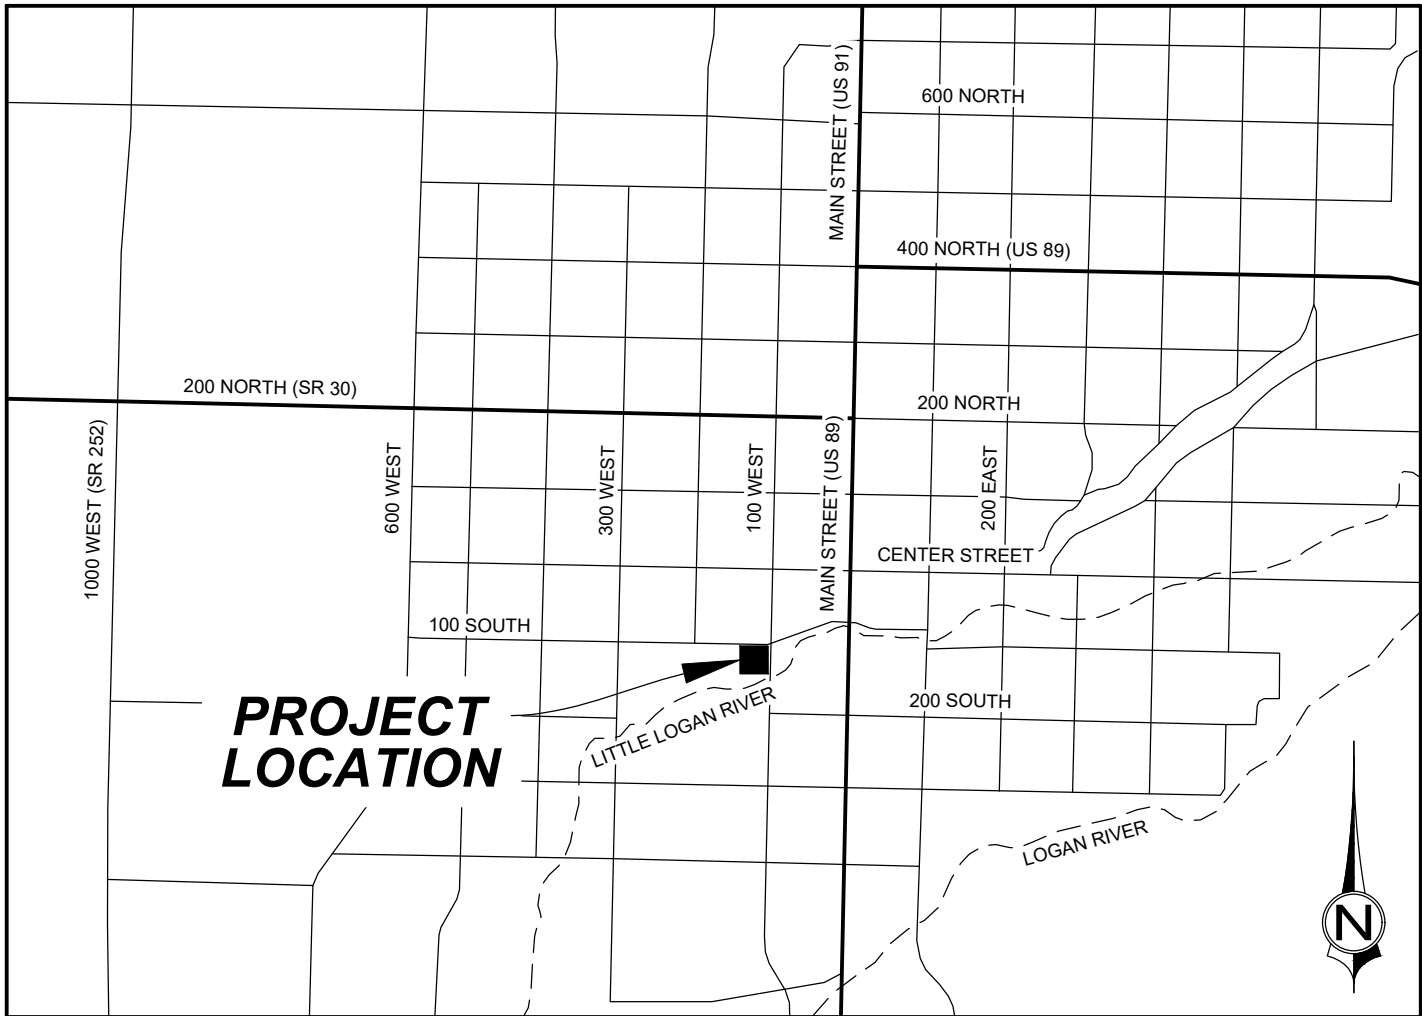 MAIN STREET (US 91)
600 NORTH
400 NORTH (US 89)
200 NORTH (SR 30)
200 NORTH
1000 WEST (SR 252)
600 WEST
300 WEST
100 WEST
MAIN STREET (US 89)
200 EAST
CENTER STREET
100 SOUTH
PROJECT
LOCATION
LITTLE LOGAN RIVER
200 SOUTH
LOGAN RIVER
N